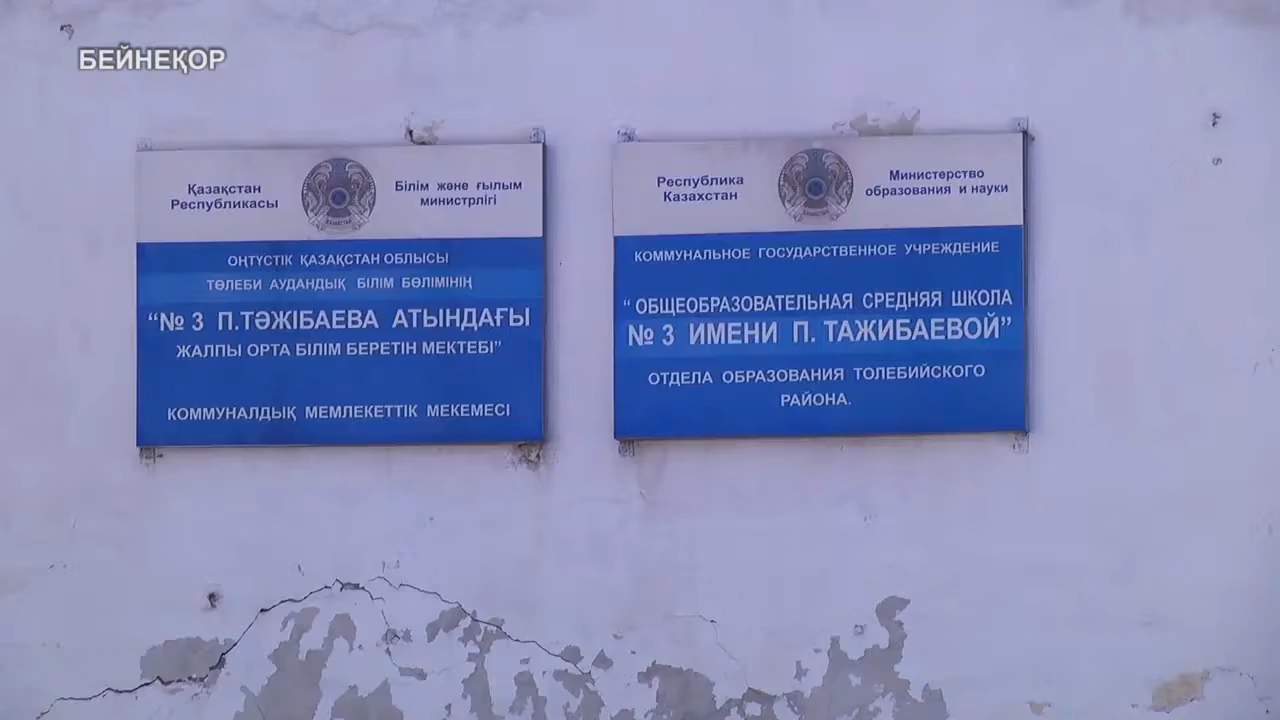 БЕЙНЕҚОР
Қазақстан
Республикасы
Білім және ғылым
министрлігі
ОҢТҮСТІК ҚАЗАҚСТАН ОБЛЫСЫ
ТӨЛЕБИ АУДАНДЫҚ БІЛІМ БӨЛІМІНІҢ
“№ 3 П.ТӘЖІБАЕВА АТЫНДАҒЫ
ЖАЛПЫ ОРТА БІЛІМ БЕРЕТІН МЕКТЕБІ”
КОММУНАЛДЫҚ МЕМЛЕКЕТТІК МЕКЕМЕСІ
Республика
Казахстан
Министерство
образования и науки
КОММУНАЛЬНОЕ ГОСУДАРСТВЕННОЕ УЧРЕЖДЕНИЕ
“ ОБЩЕОБРАЗОВАТЕЛЬНАЯ СРЕДНЯЯ ШКОЛА
№ 3 ИМЕНИ П. ТАЖИБАЕВОЙ”
ОТДЕЛА ОБРАЗОВАНИЯ ТОЛЕБИЙСКОГО
РАЙОНА.